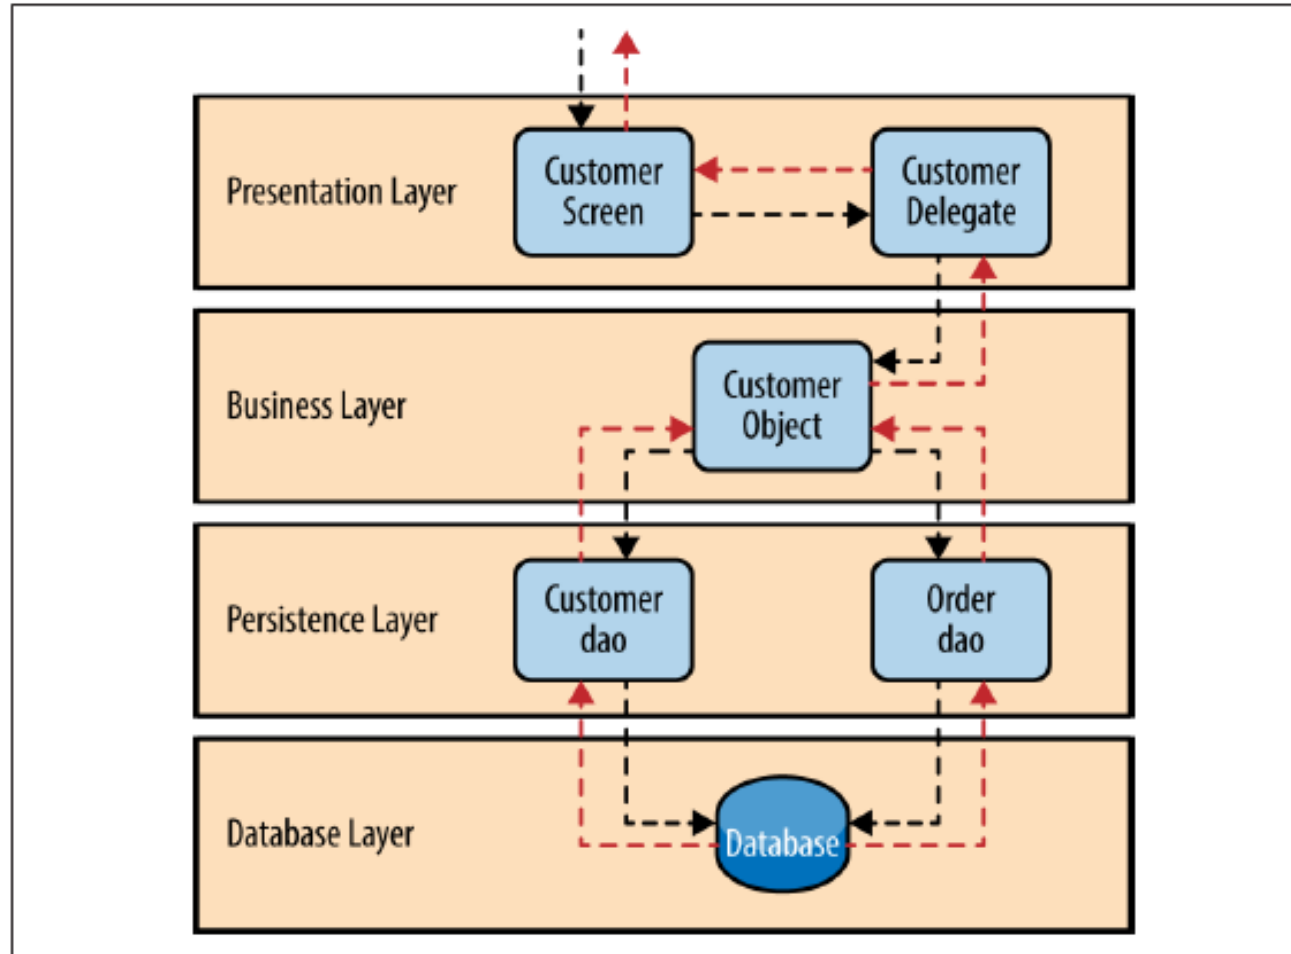 Presentation Layer
Customer
Screen
Customer
Delegate
Business Layer
Customer
Object
Persistence Layer
Customer
dao
Order
dao
Database Layer
Database